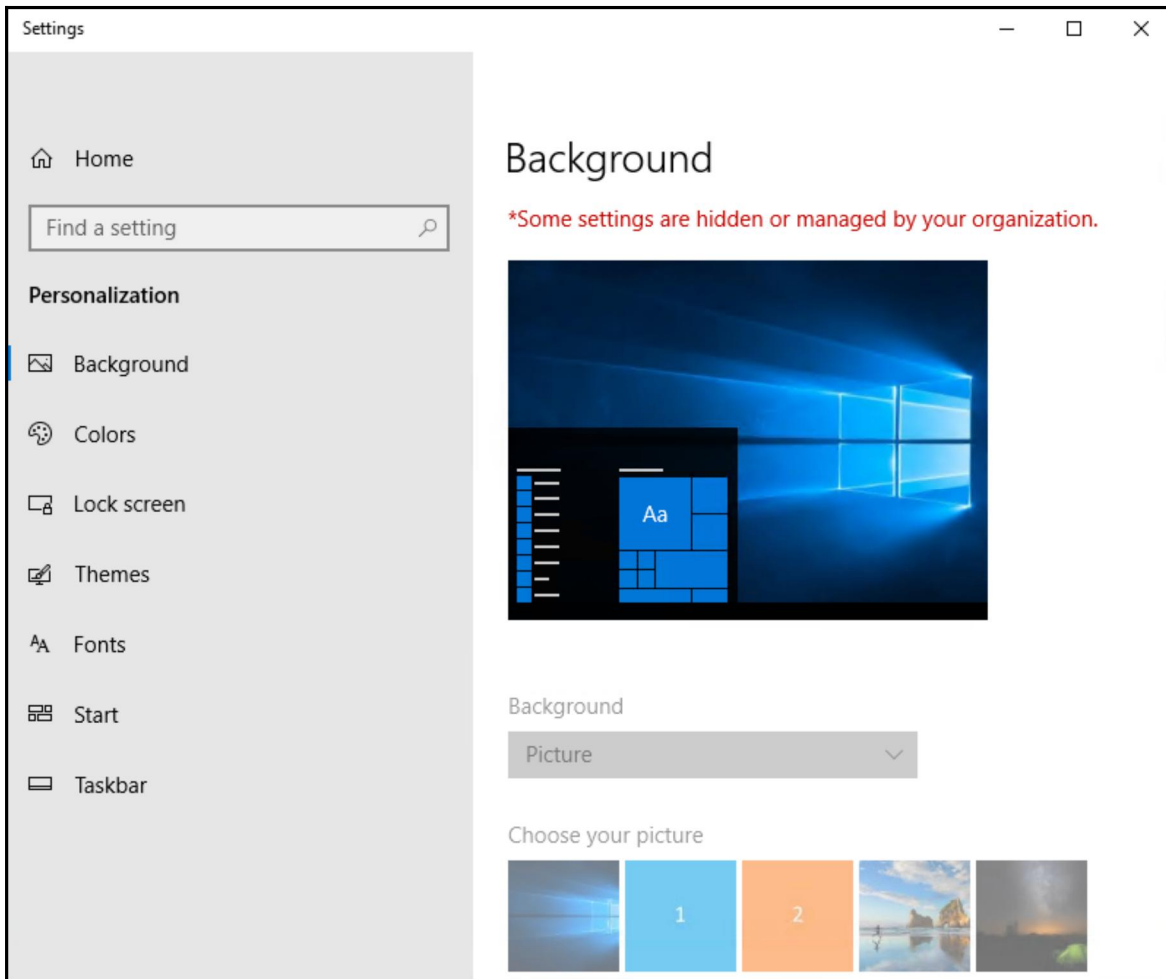 Settings
Home
Find a setting
Personalization
Background
Colors
Lock screen
Themes
Fonts
Start
Taskbar
Background
*Some settings are hidden or managed by your organization.
Aa
Background
Picture
Choose your picture
1
2